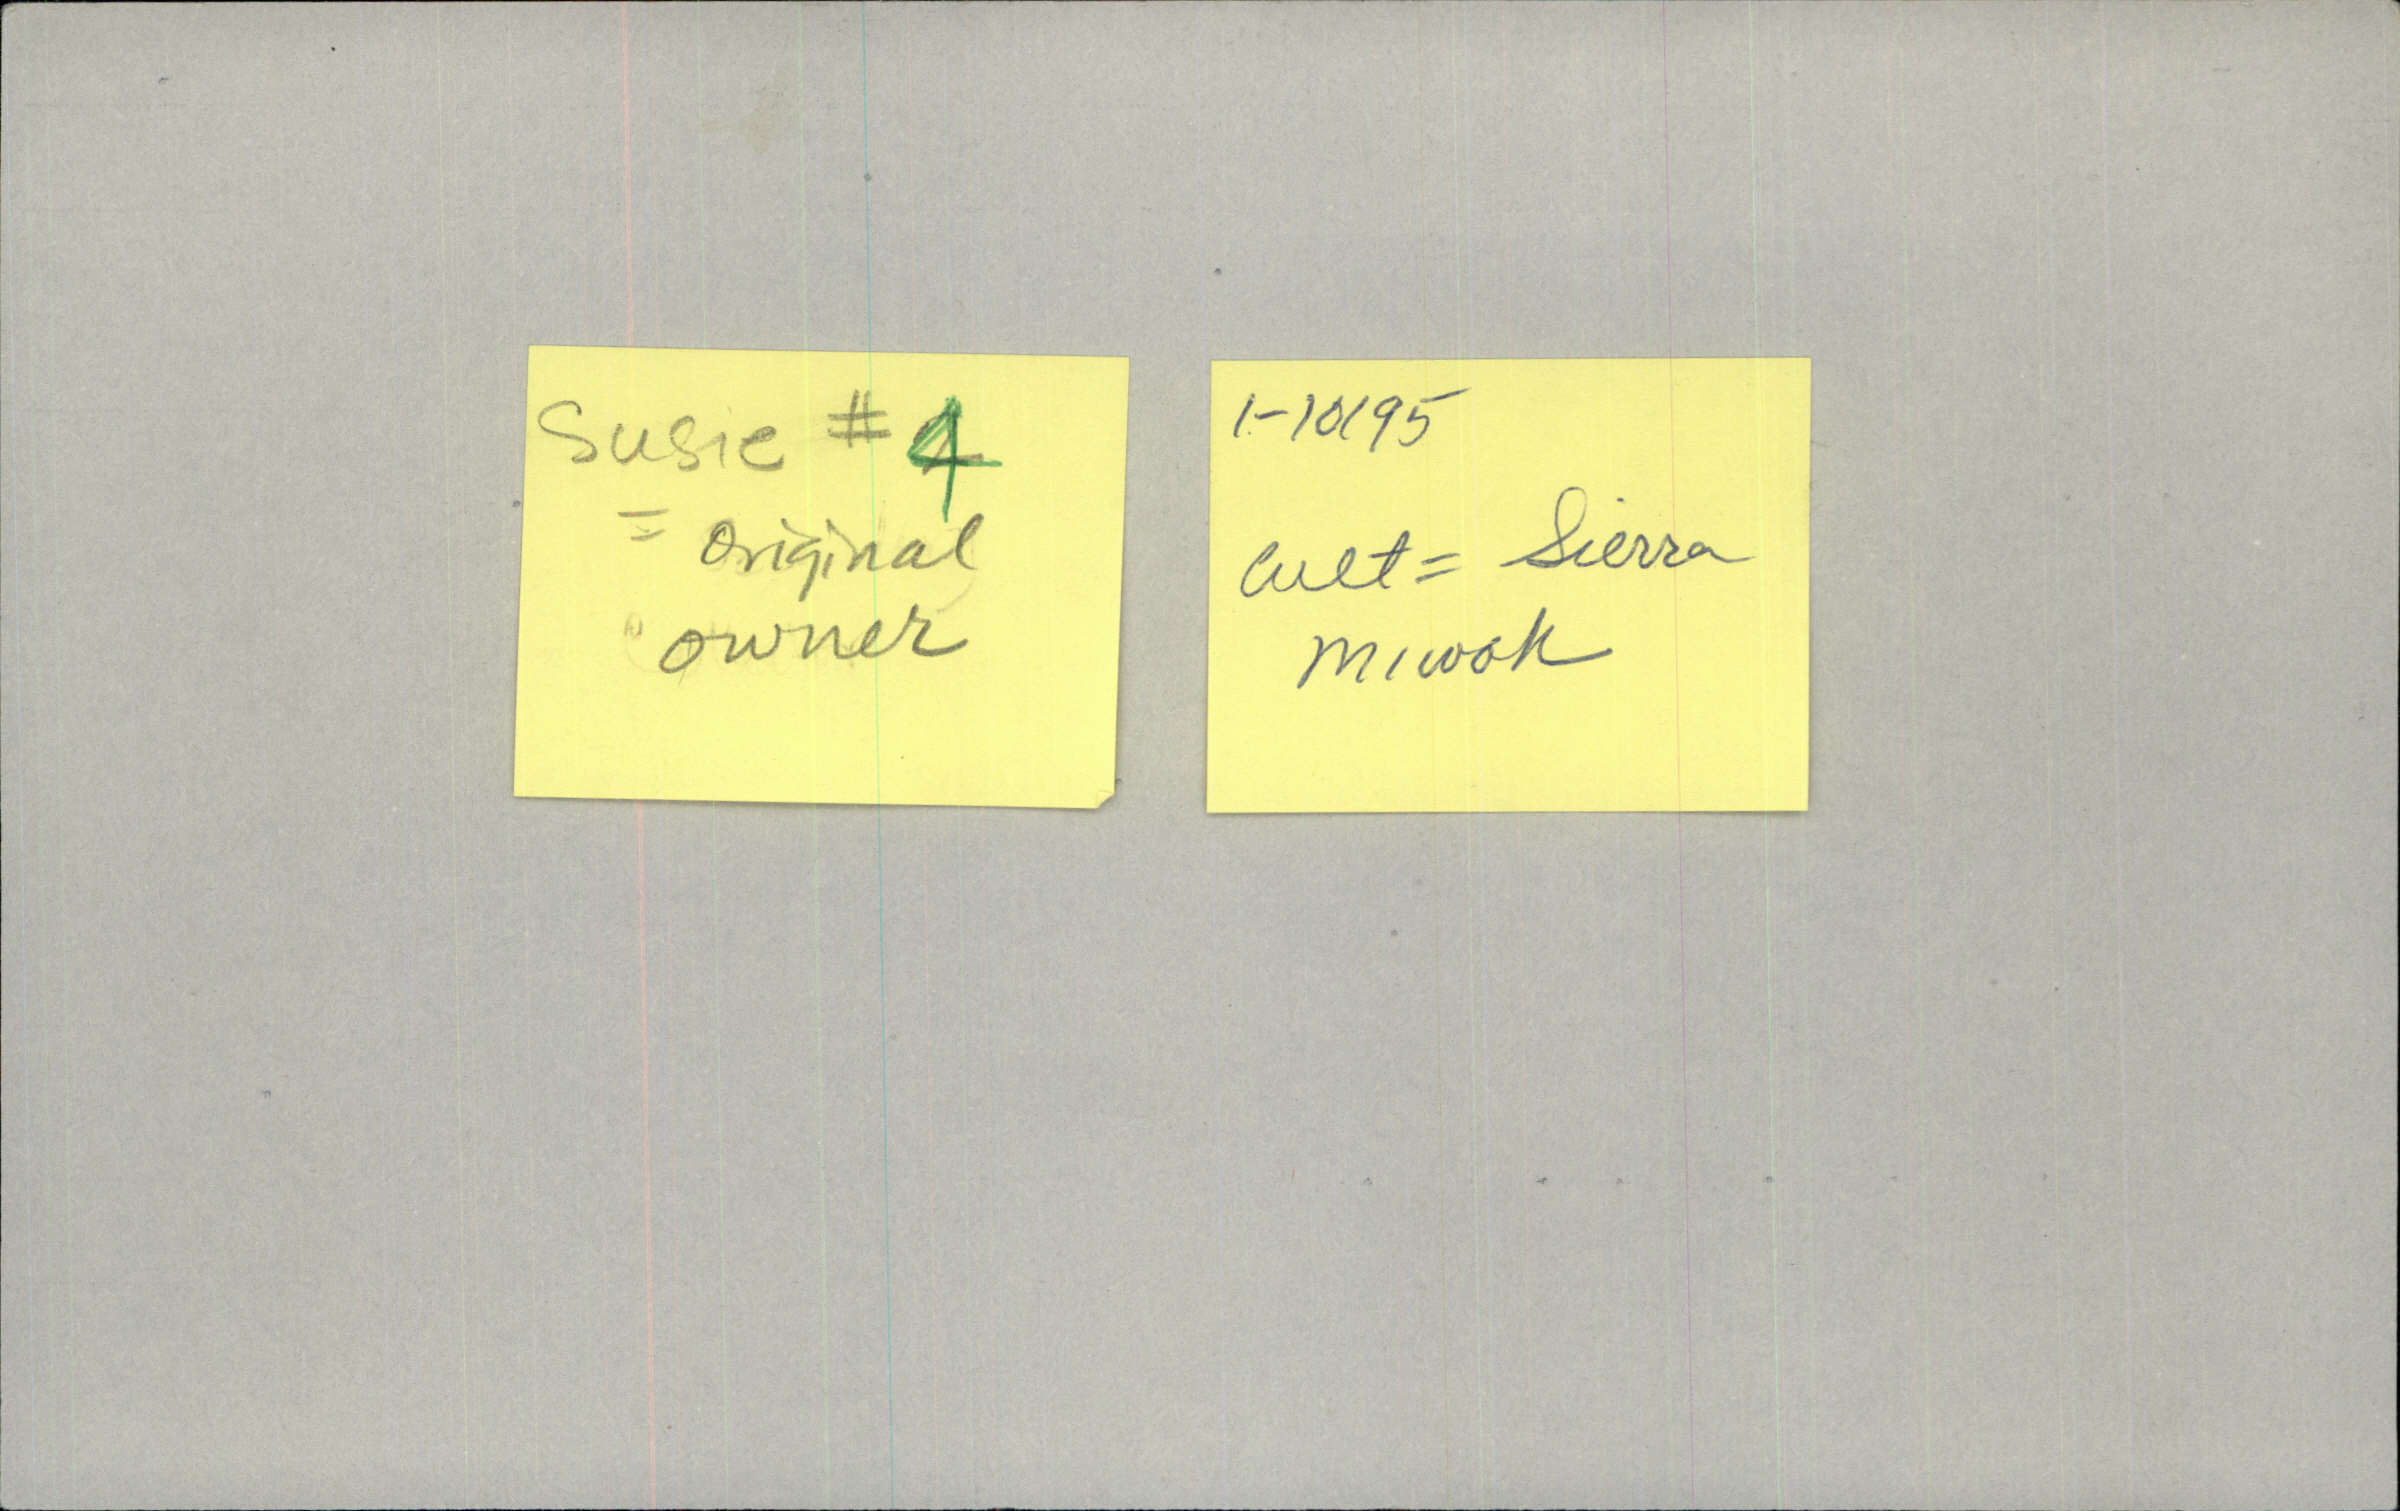 Susie #4
= original
owner
1-10195
Cult = Sierra
Miwok